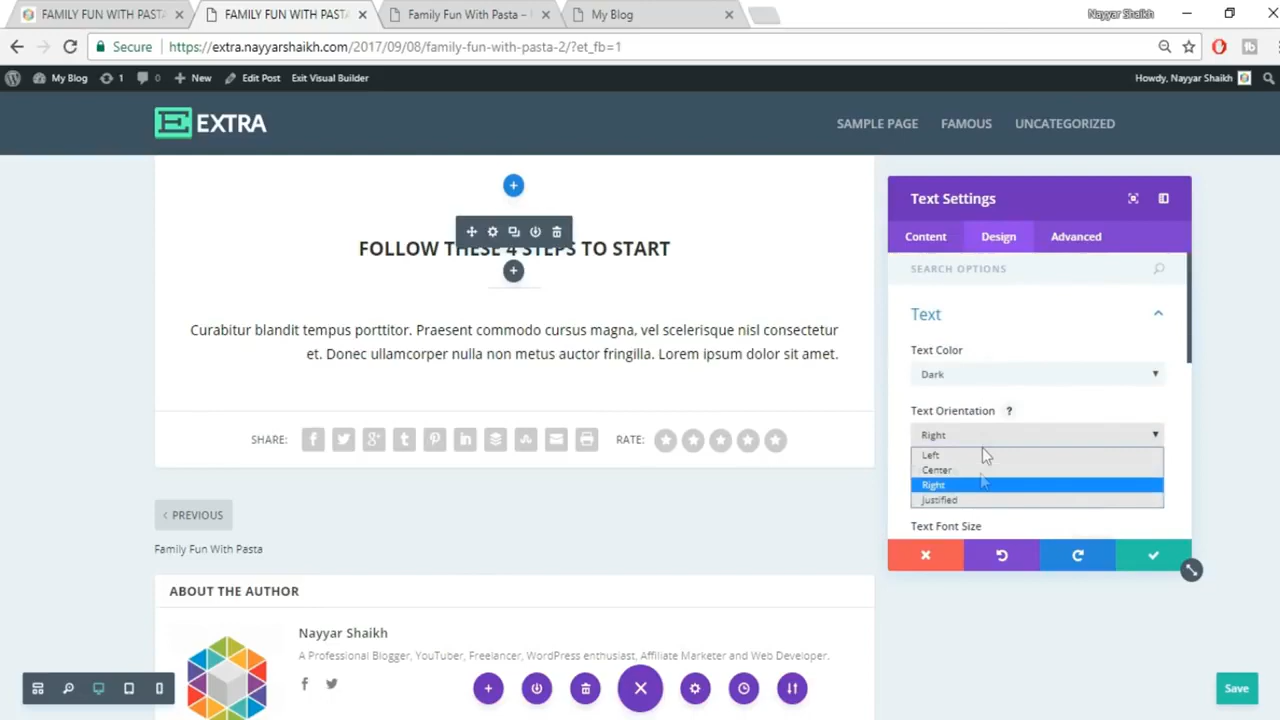 FAMILY FUN WITH PASTA
FAMILY FUN WITH PASTA
Family Fun With Pasta –
My Blog
Nayyar Shaikh
Secure
https://extra.nayyarshaikh.com/2017/09/08/family-fun-with-pasta-2/?et_fb=1
My Blog
1
0
New
Edit Post
Exit Visual Builder
Howdy, Nayyar Shaikh
EXTRA
SAMPLE PAGE
FAMOUS
UNCATEGORIZED
FOLLOW THESE 4 STEPS TO START
Curabitur blandit tempus porttitor. Praesent commodo cursus magna, vel scelerisque nisl consectetur
et. Donec ullamcorper nulla non metus auctor fringilla. Lorem ipsum dolor sit amet.
SHARE:
RATE:
PREVIOUS
Family Fun With Pasta
ABOUT THE AUTHOR
Nayyar Shaikh
A Professional Blogger, YouTuber, Freelancer, WordPress enthusiast, Affiliate Marketer and Web Developer.
Text Settings
Content
Design
Advanced
SEARCH OPTIONS
Text
Text Color
Dark
Text Orientation
?
Right
Left
Center
Right
Justified
Text Font Size
Save